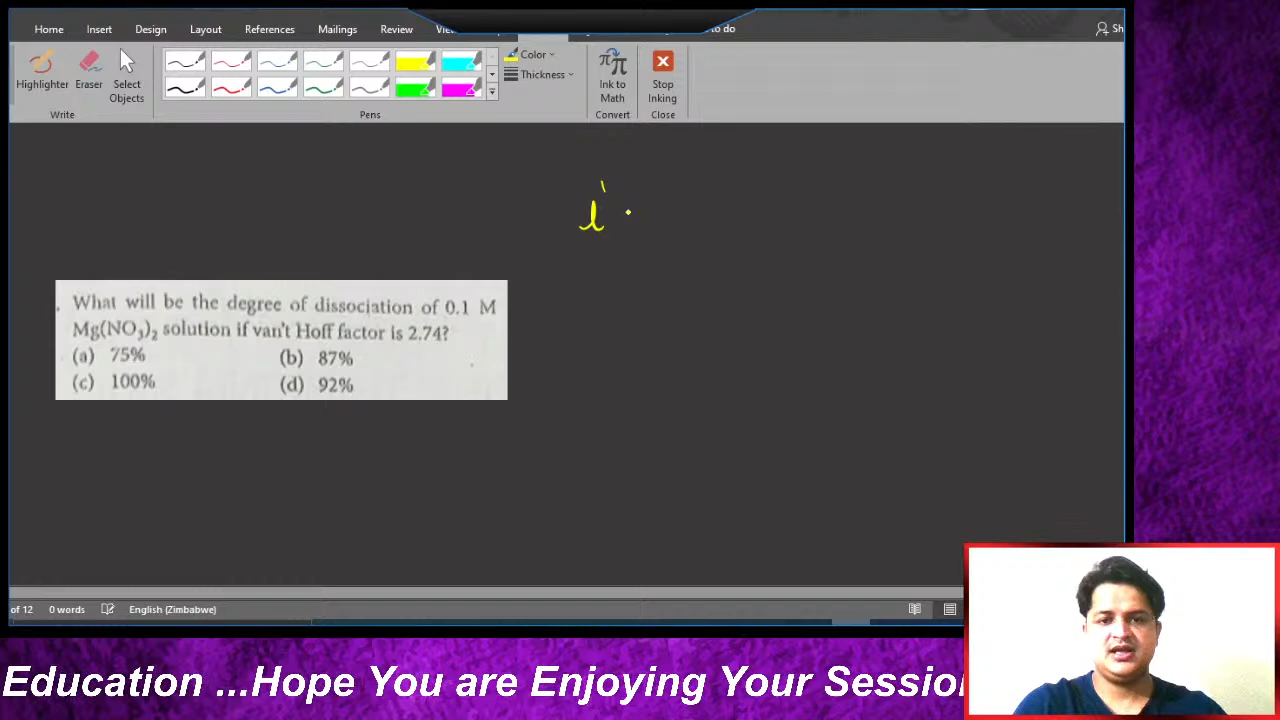 Home Insert Design Layout References Mailings Review to do
Highlighter Eraser Select Objects
Color
Thickness
Ink to Math
Stop Inking
Write Pens Convert Close
i
What will be the degree of dissociation of 0.1 M
Mg(NO₃)₂ solution if van't Hoff factor is 2.74?
(a) 75% (b) 87%
(c) 100% (d) 92%
of 12 0 words English (Zimbabwe)
Education ...Hope You are Enjoying Your Session